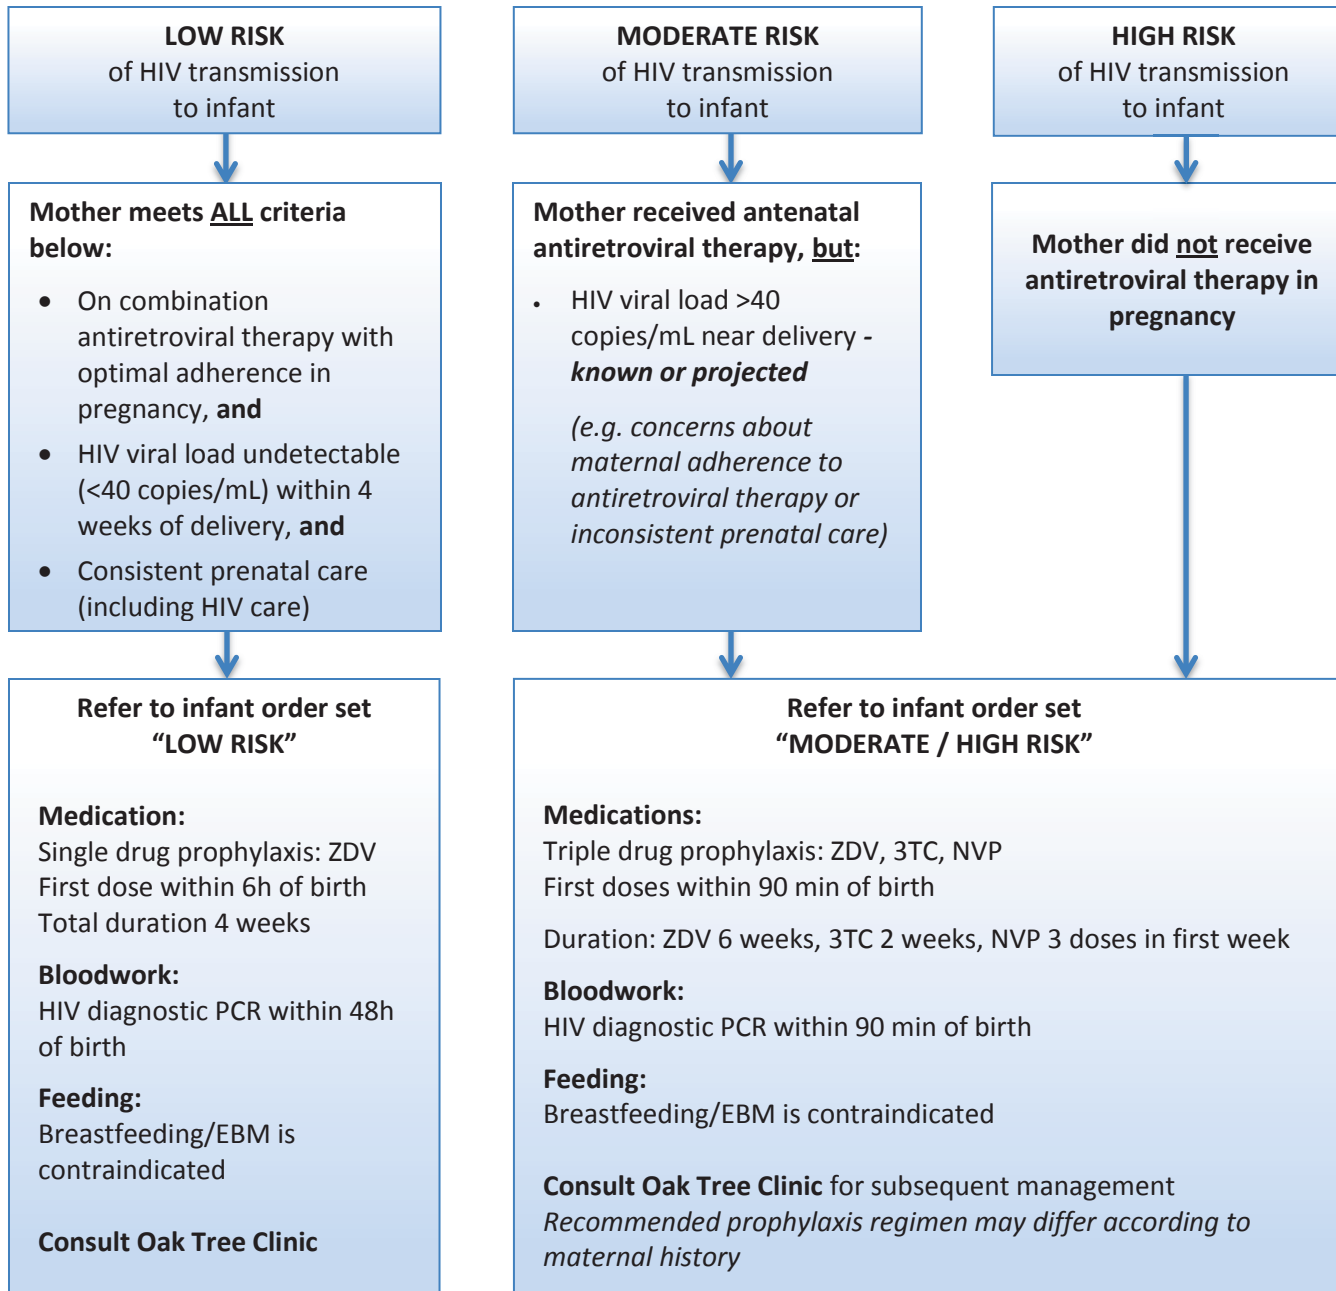 LOW RISK
of HIV transmission
to infant
MODERATE RISK
of HIV transmission
to infant
HIGH RISK
of HIV transmission
to infant
Mother meets ALL criteria
below:
• On combination
antiretroviral therapy with
optimal adherence in
pregnancy, and
• HIV viral load undetectable
(<40 copies/mL) within 4
weeks of delivery, and
• Consistent prenatal care
(including HIV care)
Mother received antenatal
antiretroviral therapy, but:
• HIV viral load >40
copies/mL near delivery -
known or projected
(e.g. concerns about
maternal adherence to
antiretroviral therapy or
inconsistent prenatal care)
Mother did not receive
antiretroviral therapy in
pregnancy
Refer to infant order set
“LOW RISK”
Medication:
Single drug prophylaxis: ZDV
First dose within 6h of birth
Total duration 4 weeks
Bloodwork:
HIV diagnostic PCR within 48h
of birth
Feeding:
Breastfeeding/EBM is
contraindicated
Consult Oak Tree Clinic
Refer to infant order set
“MODERATE / HIGH RISK”
Medications:
Triple drug prophylaxis: ZDV, 3TC, NVP
First doses within 90 min of birth
Duration: ZDV 6 weeks, 3TC 2 weeks, NVP 3 doses in first week
Bloodwork:
HIV diagnostic PCR within 90 min of birth
Feeding:
Breastfeeding/EBM is contraindicated
Consult Oak Tree Clinic for subsequent management
Recommended prophylaxis regimen may differ according to
maternal history